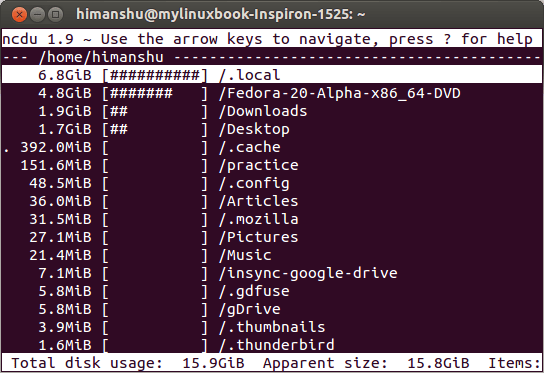 himanshu@mylinuxbook-Inspiron-1525: ~
ncdu 1.9 ~ Use the arrow keys to navigate, press ? for help
--- /home/himanshu -----------------------------------------
    6.8GiB [##########] /.local
    4.8GiB [#######   ] /Fedora-20-Alpha-x86_64-DVD
    1.9GiB [##        ] /Downloads
    1.7GiB [##        ] /Desktop
. 392.0MiB [          ] /.cache
  151.6MiB [          ] /practice
   48.5MiB [          ] /.config
   36.0MiB [          ] /Articles
   31.5MiB [          ] /.mozilla
   27.1MiB [          ] /Pictures
   21.4MiB [          ] /Music
    7.1MiB [          ] /insync-google-drive
    5.8MiB [          ] /.gdfuse
    5.8MiB [          ] /gDrive
    3.9MiB [          ] /.thumbnails
    1.6MiB [          ] /.thunderbird
 Total disk usage:  15.9GiB  Apparent size:  15.8GiB  Items: